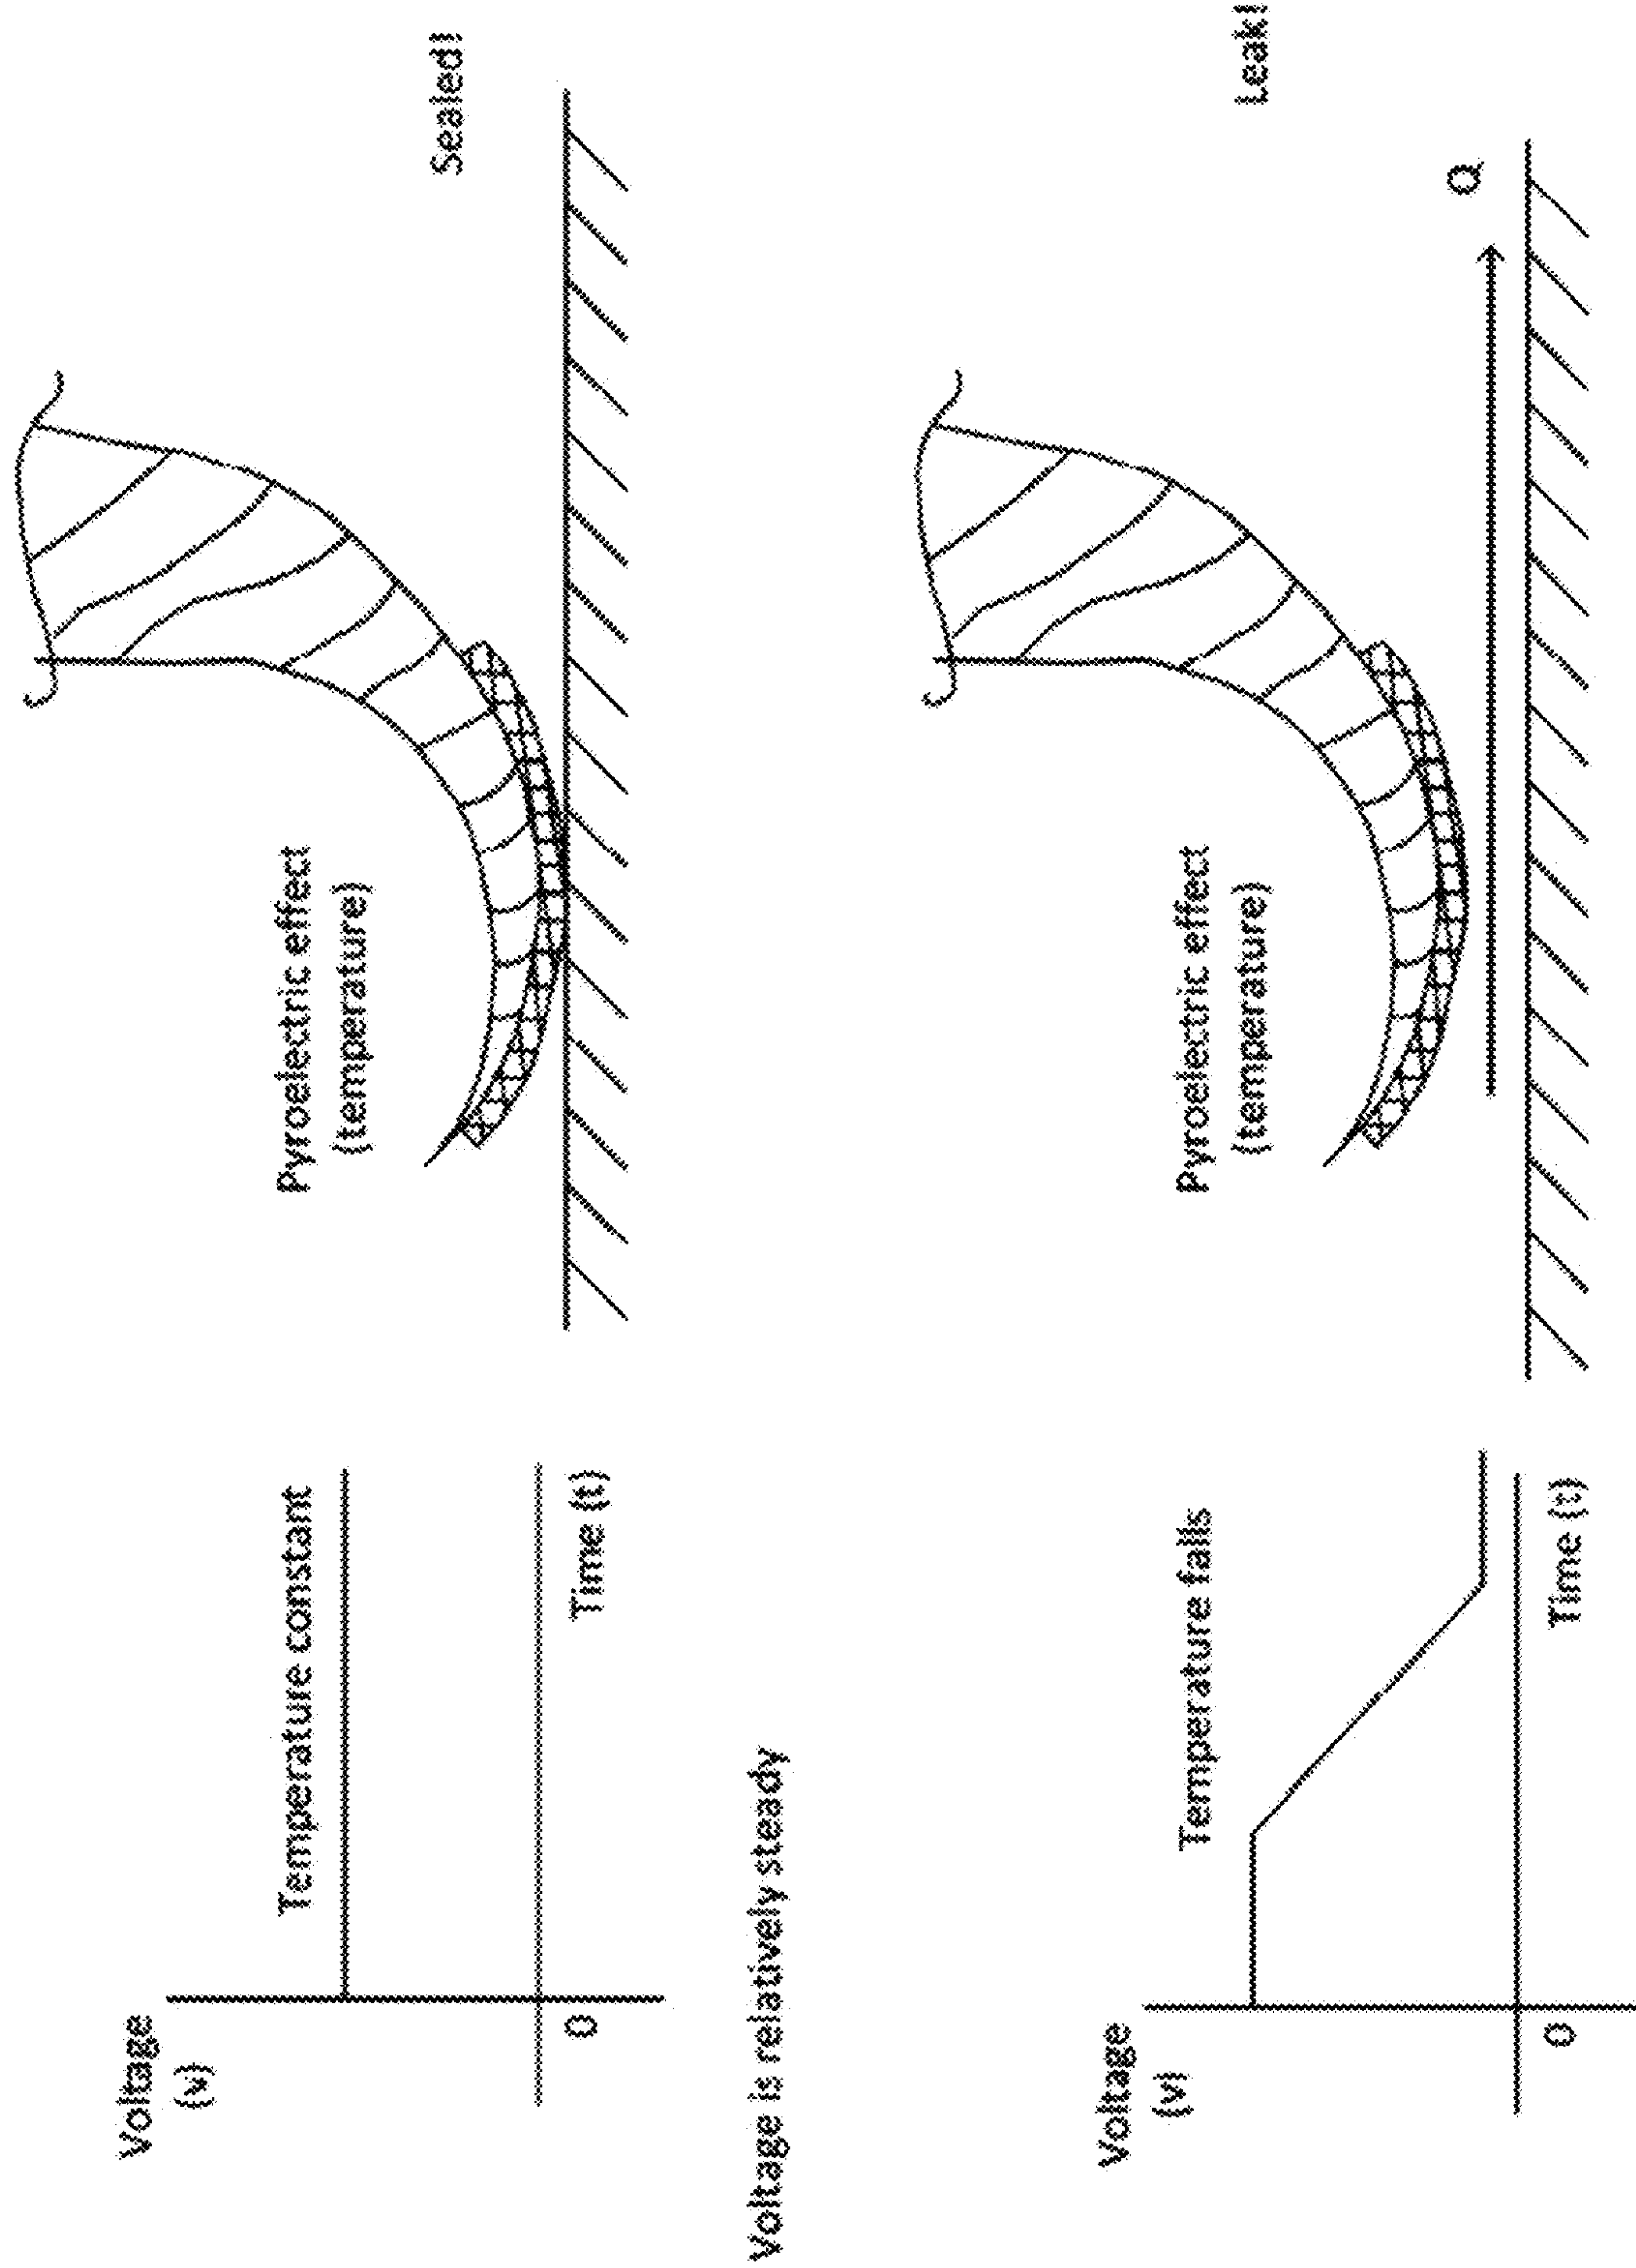 Voltage
(v)
Temperature constant
0
Time (t)
Pyroelectric effect
(temperature)
Sealed!
Voltage is relatively steady
Voltage
(v)
Temperature falls
0
Time (t)
Pyroelectric effect
(temperature)
Q
Leak!